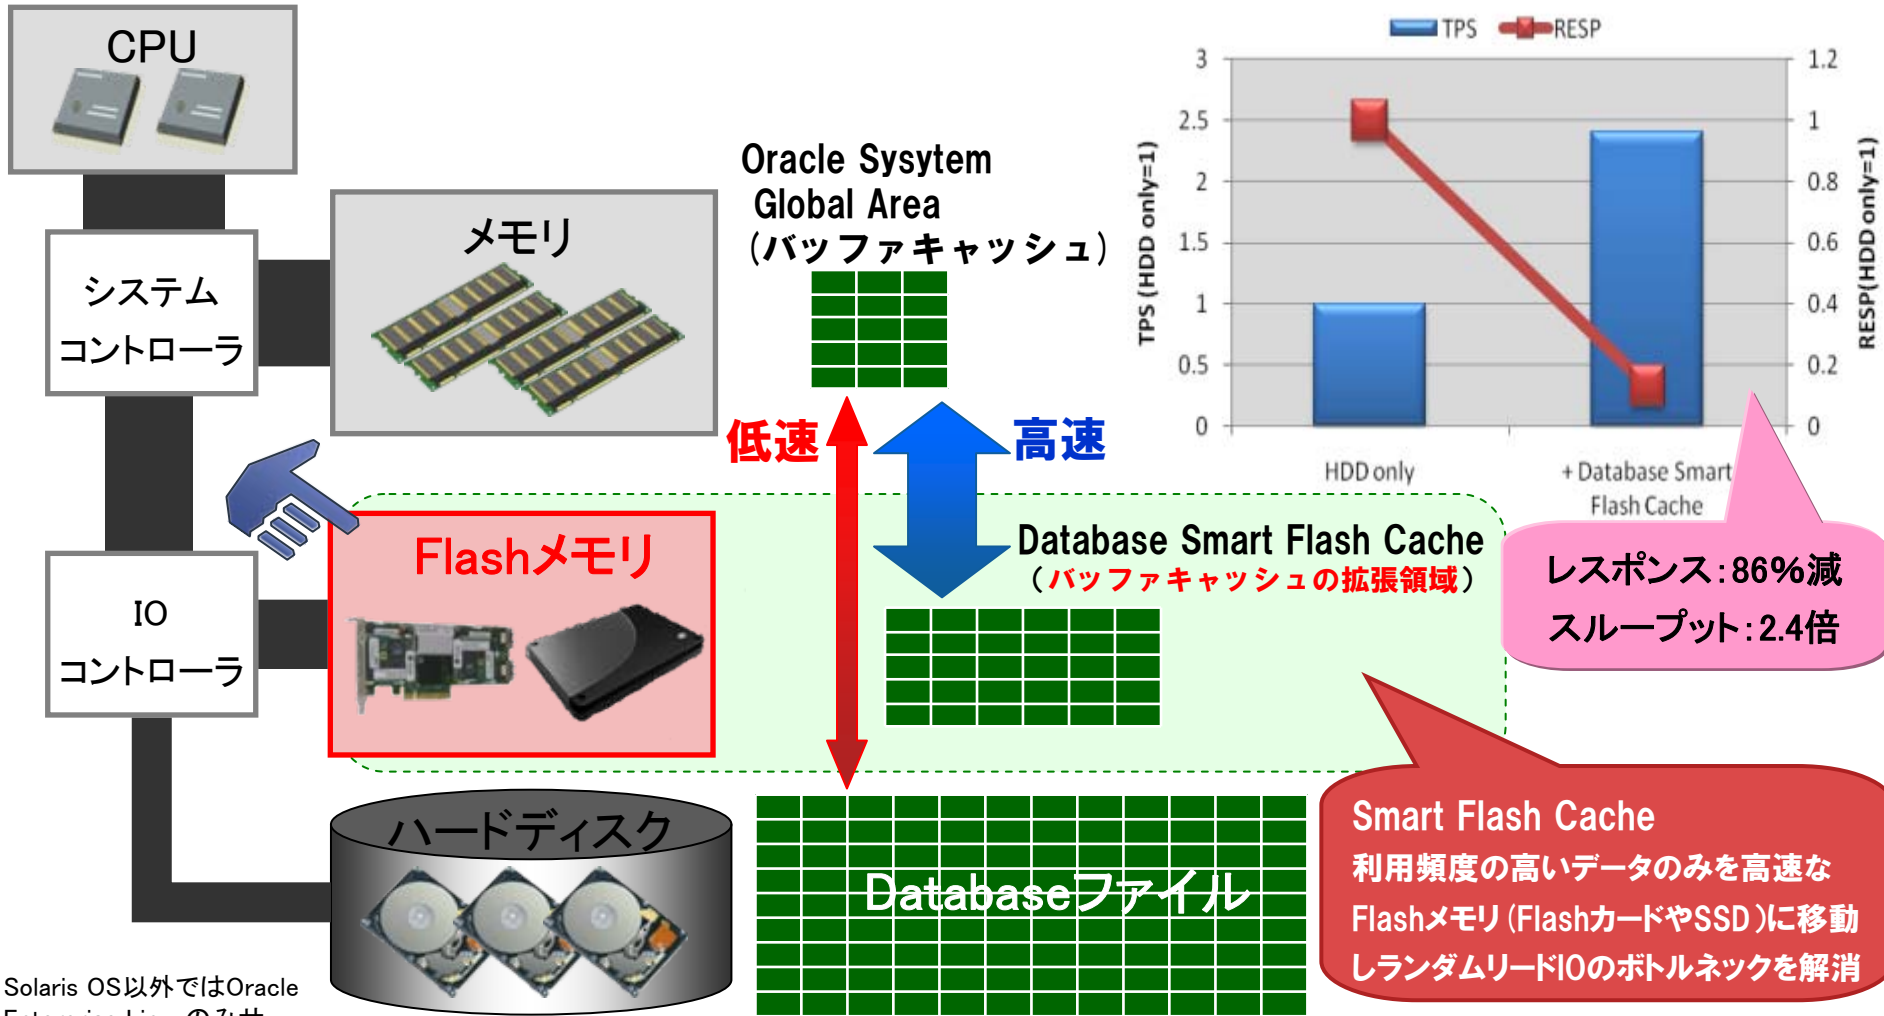 CPU
システム
コントローラ
メモリ
IO
コントローラ
Flashメモリ
ハードディスク
Solaris OS以外ではOracle
Oracle Sysytem
Global Area
(バッファキャッシュ)
低速
高速
Database Smart Flash Cache
(バッファキャッシュの拡張領域)
Databaseファイル
TPS RESP
TPS (HDD only=1)
3
2.5
2
1.5
1
0.5
0
1.2
1
0.8
0.6
0.4
0.2
0
RESP(HDD only=1)
HDD only
+ Database Smart
Flash Cache
レスポンス:86%減
スループット:2.4倍
Smart Flash Cache
利用頻度の高いデータのみを高速な
Flashメモリ(FlashカードやSSD)に移動
しランダムリードIOのボトルネックを解消